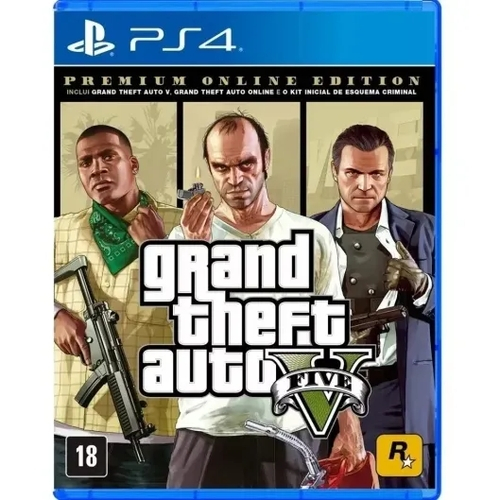 PS4
PREMIUM ONLINE EDITION
INCLUI GRAND THEFT AUTO V, GRAND THEFT AUTO ONLINE E O KIT INICIAL DE ESQUEMA CRIMINAL
grand
theft
auto V
FIVE
18
R